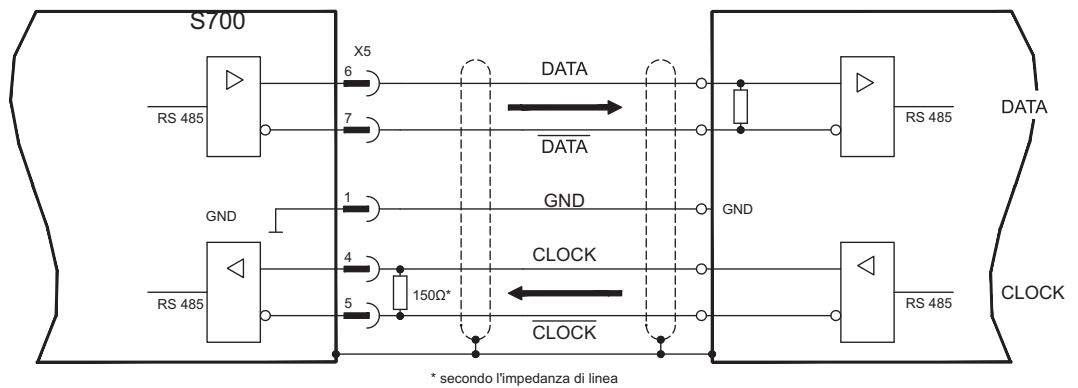 S700
X5
6
DATA
RS 485
7
DATA
RS 485
DATA
1
GND
GND
GND
4
CLOCK
RS 485
150Ω*
5
CLOCK
RS 485
CLOCK
* secondo l'impedanza di linea